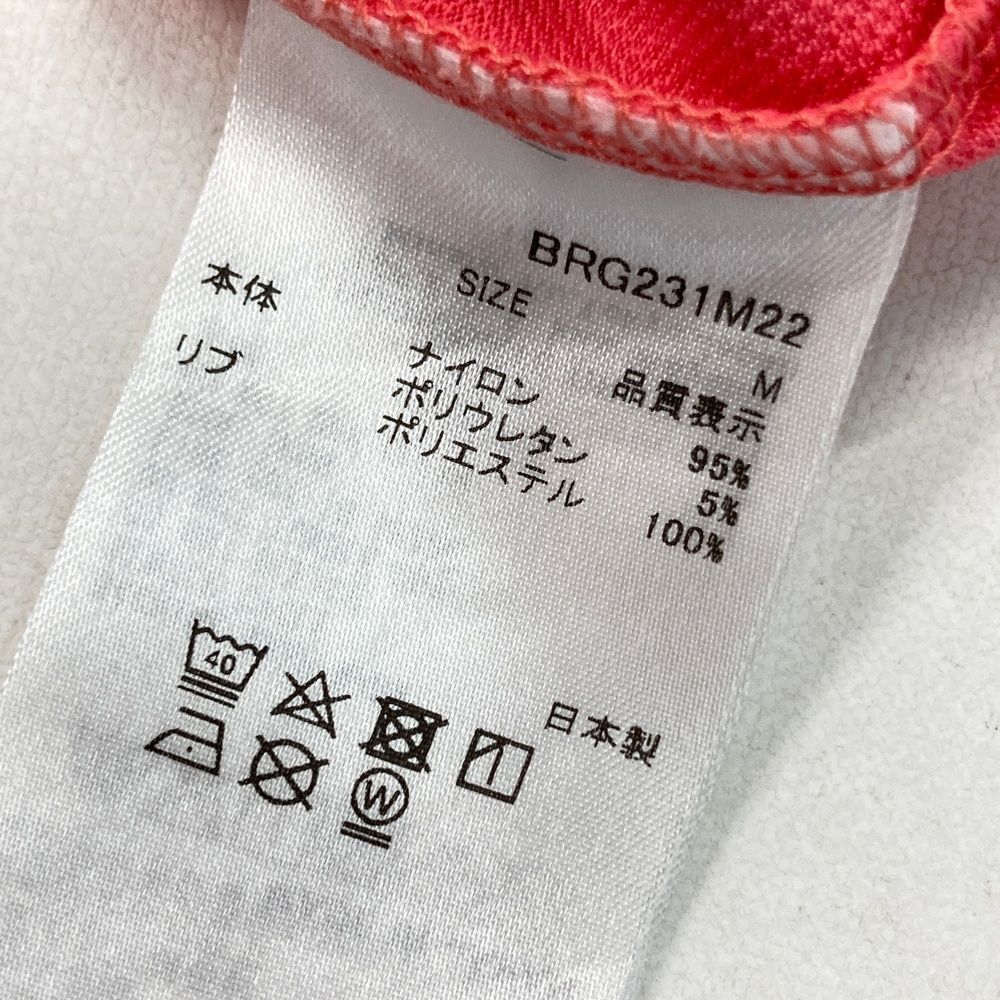 BRG231M22
SIZE M
品質表示
本体 ナイロン 95%
ポリウレタン 5%
リブ ポリエステル 100%
日本製
40
W